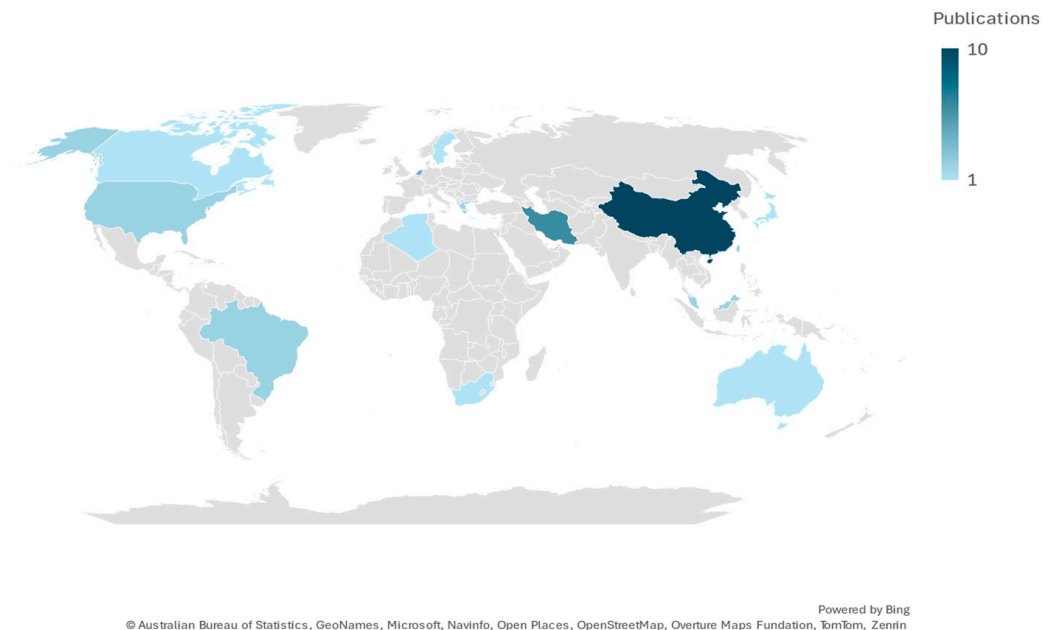 Publications
10
1
Powered by Bing
© Australian Bureau of Statistics, GeoNames, Microsoft, Navinfo, Open Places, OpenStreetMap, Overture Maps Fundation, TomTom, Zenrin